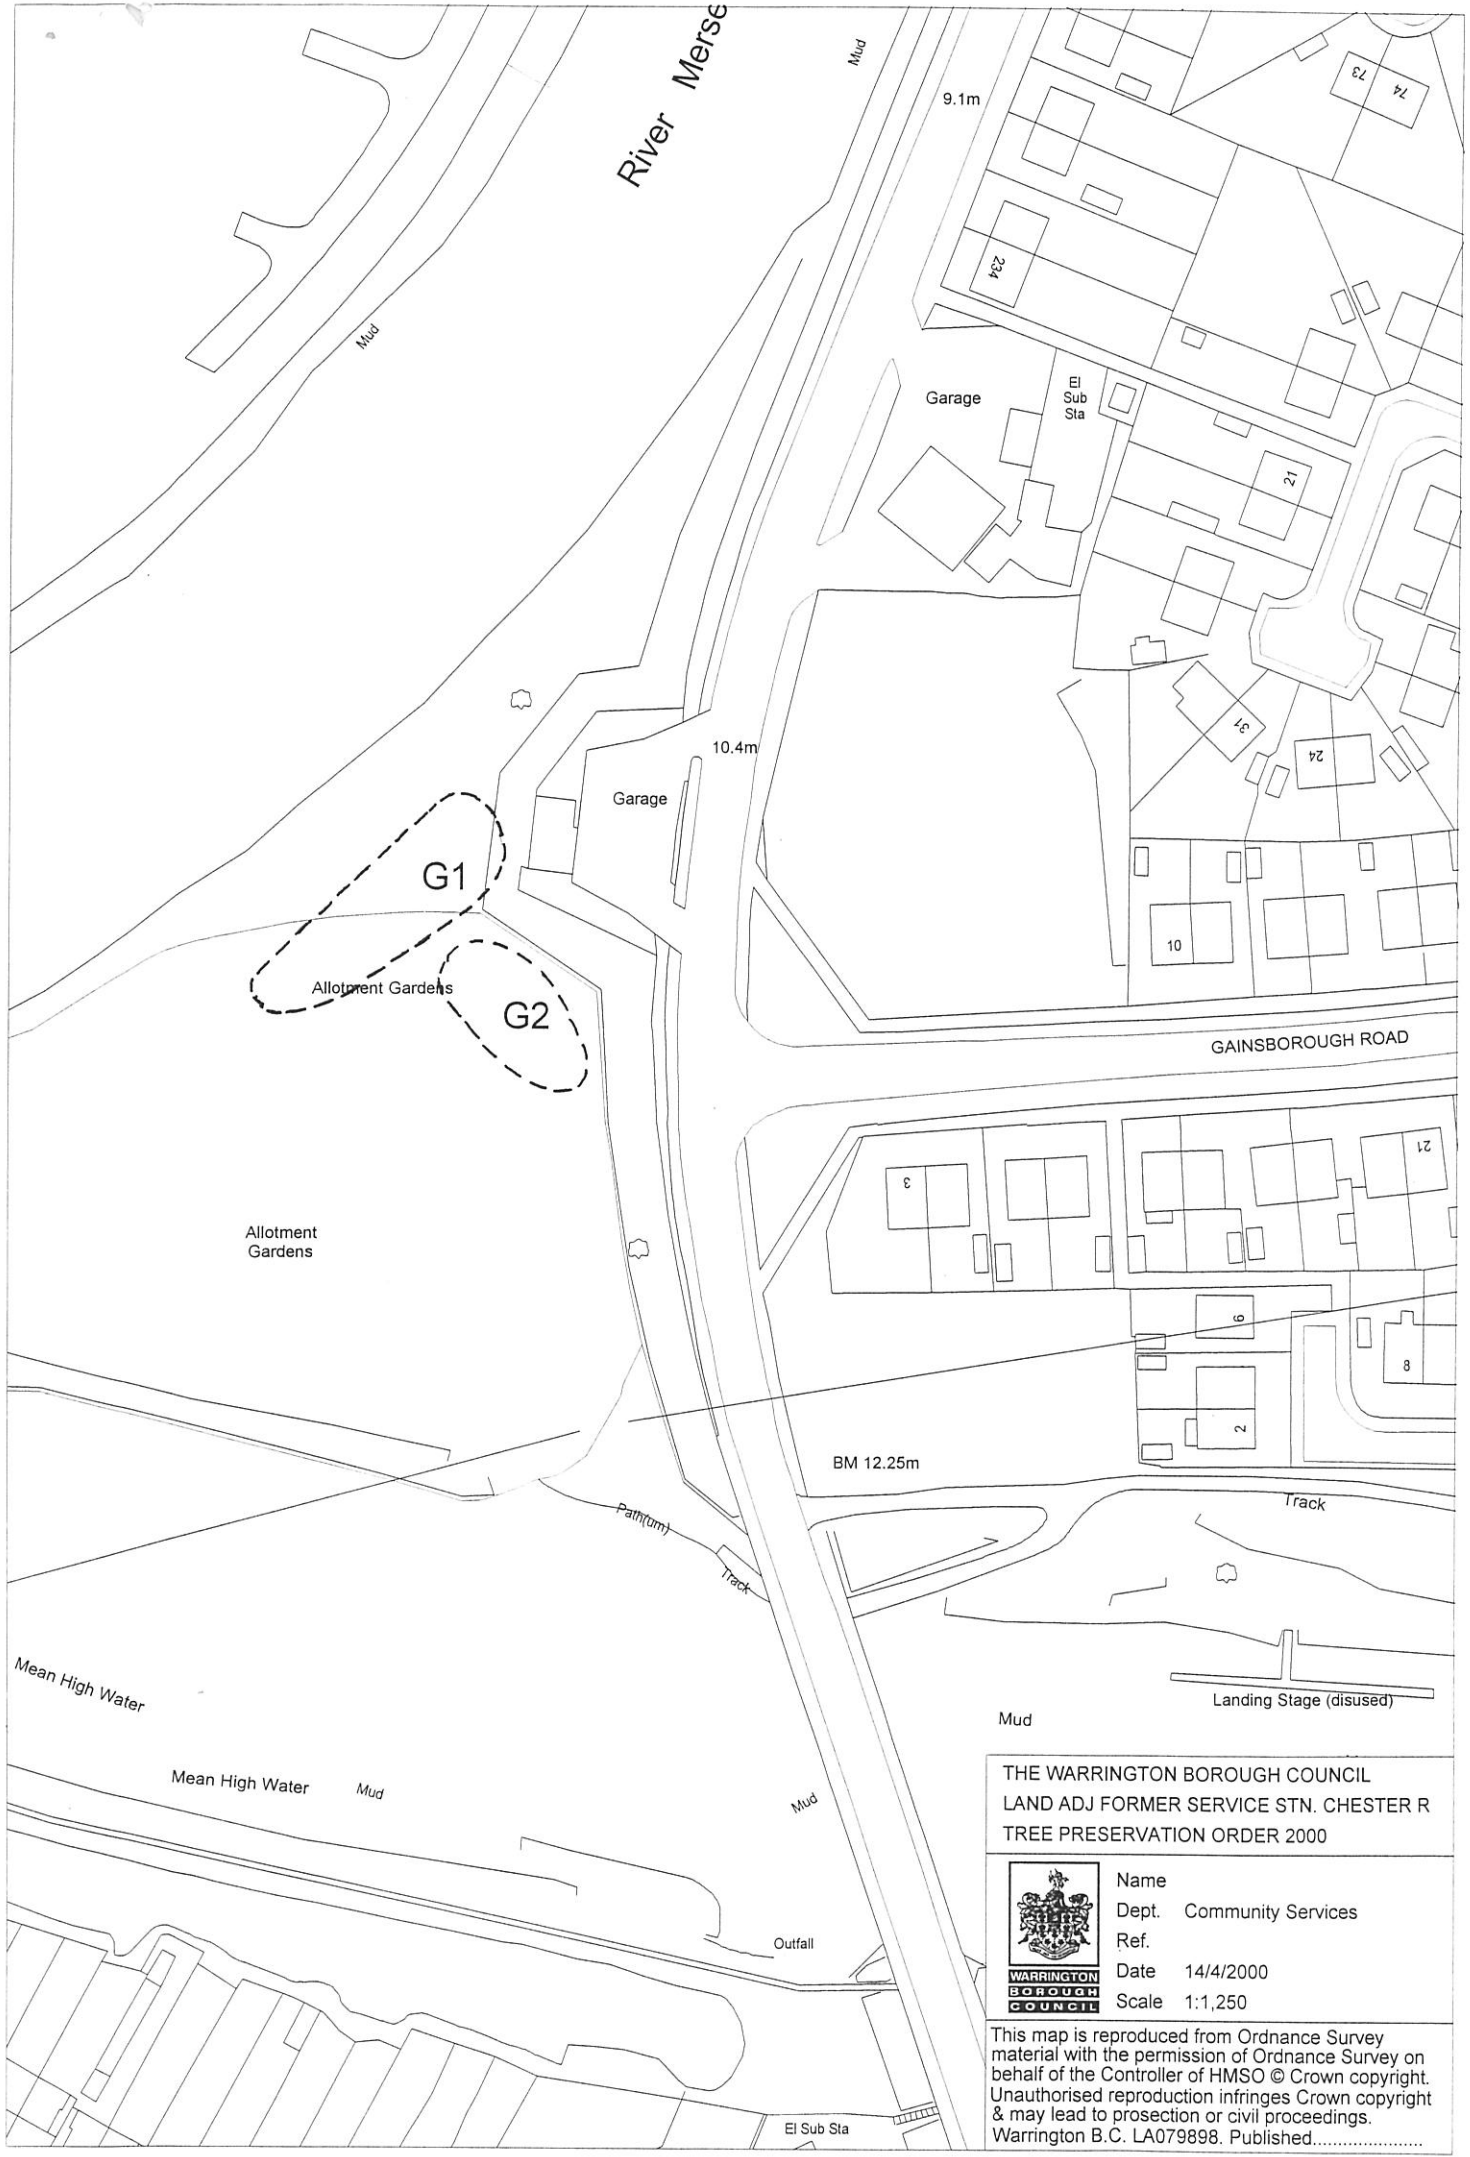 River Merse
Mud
9.1m
73
74
234
Mud
Garage
El
Sub
Sta
21
31
24
10.4m
Garage
G1
10
Allotment Gardens
G2
GAINSBOROUGH ROAD
3
21
Allotment
Gardens
6
8
2
BM 12.25m
Track
Path(um)
Track
Mean High Water
Landing Stage (disused)
Mud
Mean High Water
Mud
Mud
Outfall
El Sub Sta
THE WARRINGTON BOROUGH COUNCIL
LAND ADJ FORMER SERVICE STN. CHESTER R
TREE PRESERVATION ORDER 2000
WARRINGTON
BOROUGH
COUNCIL
Name
Dept. Community Services
Ref.
Date 14/4/2000
Scale 1:1,250
This map is reproduced from Ordnance Survey
material with the permission of Ordnance Survey on
behalf of the Controller of HMSO © Crown copyright.
Unauthorised reproduction infringes Crown copyright
& may lead to prosection or civil proceedings.
Warrington B.C. LA079898. Published......................